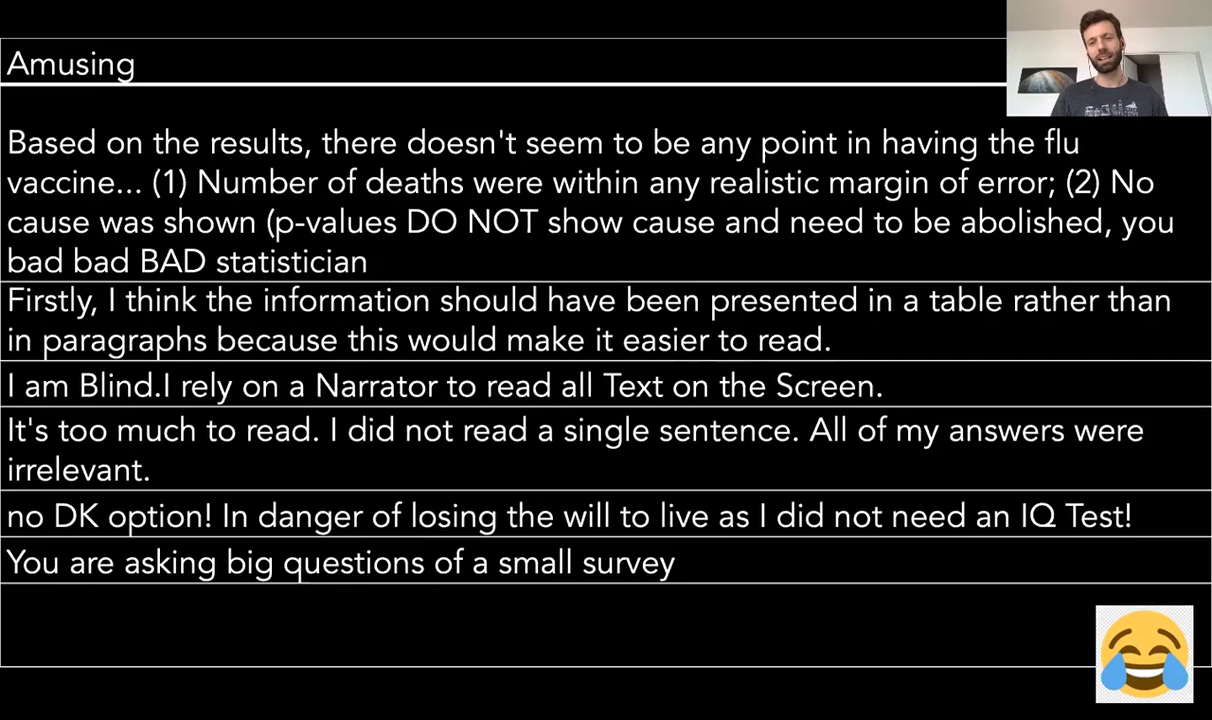 Amusing
Based on the results, there doesn't seem to be any point in having the flu
vaccine... (1) Number of deaths were within any realistic margin of error; (2) No
cause was shown (p-values DO NOT show cause and need to be abolished, you
bad bad BAD statistician
Firstly, I think the information should have been presented in a table rather than
in paragraphs because this would make it easier to read.
I am Blind.I rely on a Narrator to read all Text on the Screen.
It's too much to read. I did not read a single sentence. All of my answers were
irrelevant.
no DK option! In danger of losing the will to live as I did not need an IQ Test!
You are asking big questions of a small survey